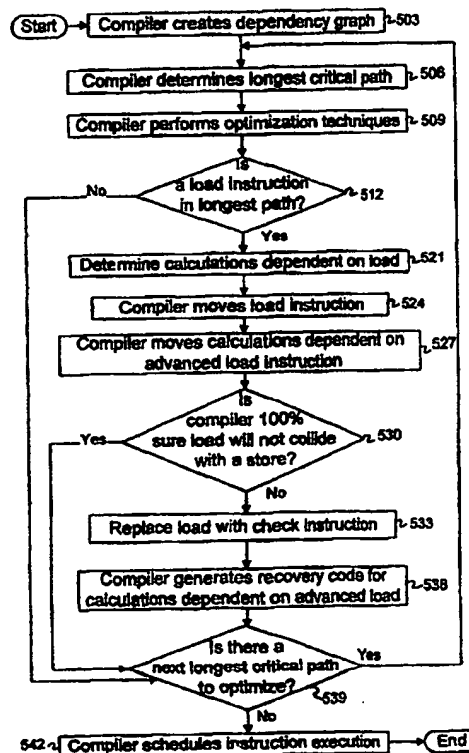 Start
Compiler creates dependency graph
503
Compiler determines longest critical path
506
Compiler performs optimization techniques
509
Is
a load instruction
in longest path?
512
No
Yes
Determine calculations dependent on load
521
Compiler moves load instruction
524
Compiler moves calculations dependent on
advanced load instruction
527
Is
compiler 100%
sure load will not collide
with a store?
530
Yes
No
Replace load with check instruction
533
Compiler generates recovery code for
calculations dependent on advanced load
538
Is there a
next longest critical path
to optimize?
539
Yes
No
542
Compiler schedules instruction execution
End